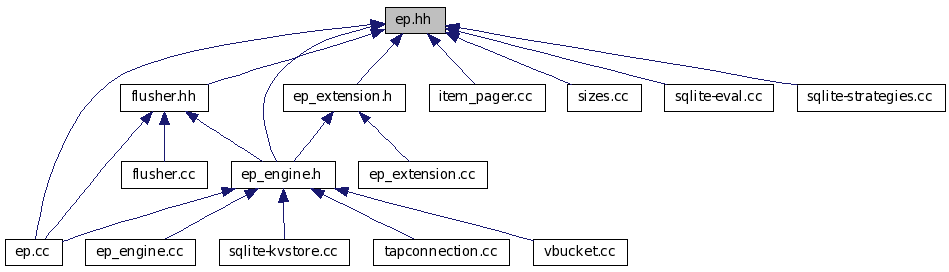 ep.hh
flusher.hh
ep_extension.h
item_pager.cc
sizes.cc
sqlite-eval.cc
sqlite-strategies.cc
flusher.cc
ep_engine.h
ep_extension.cc
ep.cc
ep_engine.cc
sqlite-kvstore.cc
tapconnection.cc
vbucket.cc